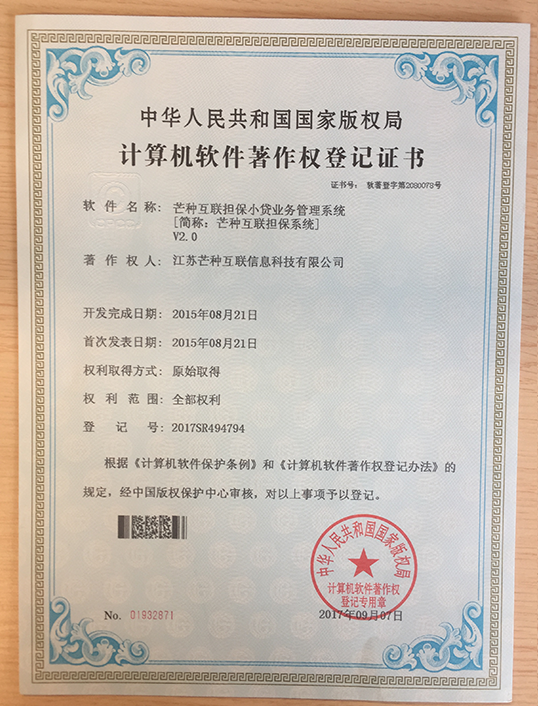 中华人民共和国国家版权局
计算机软件著作权登记证书
证书号： 软著登字第2080078号
软件名称： 芒种互联担保小贷业务管理系统
[简称：芒种互联担保系统]
V2.0
著作权人： 江苏芒种互联信息科技有限公司
开发完成日期： 2015年08月21日
首次发表日期： 2015年08月21日
权利取得方式： 原始取得
权利范围： 全部权利
登记号： 2017SR494794
根据《计算机软件保护条例》和《计算机软件著作权登记办法》的
规定，经中国版权保护中心审核，对以上事项予以登记。
中华人民共和国国家版权局
计算机软件著作权
登记专用章
No. 01932871
2017年09月07日